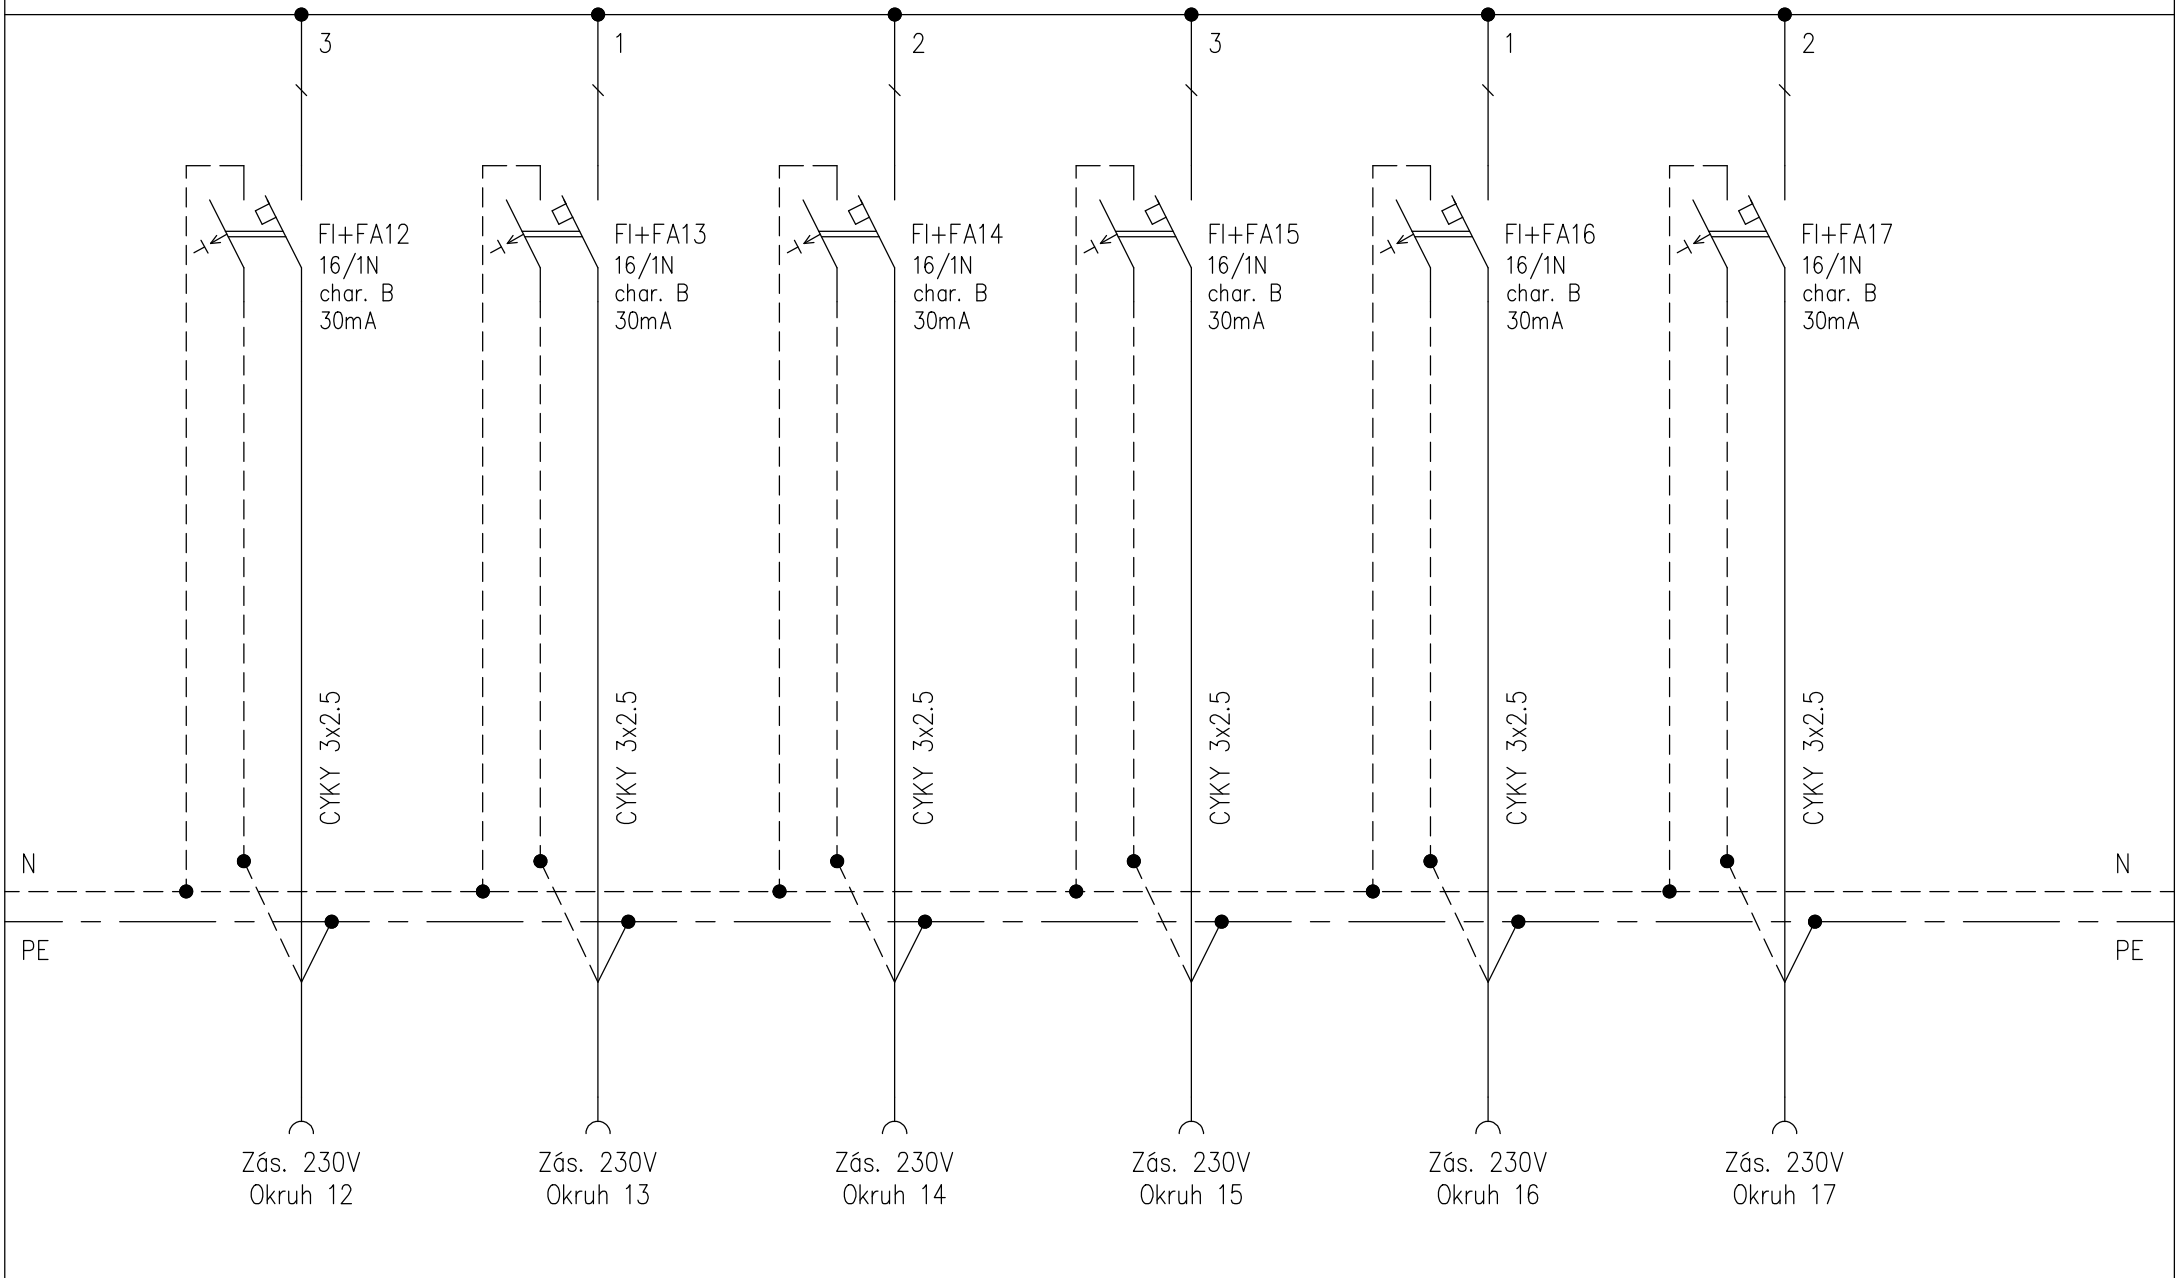 3
1
2
3
1
2
FI+FA12
16/1N
char. B
30mA
FI+FA13
16/1N
char. B
30mA
FI+FA14
16/1N
char. B
30mA
FI+FA15
16/1N
char. B
30mA
FI+FA16
16/1N
char. B
30mA
FI+FA17
16/1N
char. B
30mA
CYKY 3x2.5
CYKY 3x2.5
CYKY 3x2.5
CYKY 3x2.5
CYKY 3x2.5
CYKY 3x2.5
N
N
PE
PE
Zás. 230V
Okruh 12
Zás. 230V
Okruh 13
Zás. 230V
Okruh 14
Zás. 230V
Okruh 15
Zás. 230V
Okruh 16
Zás. 230V
Okruh 17